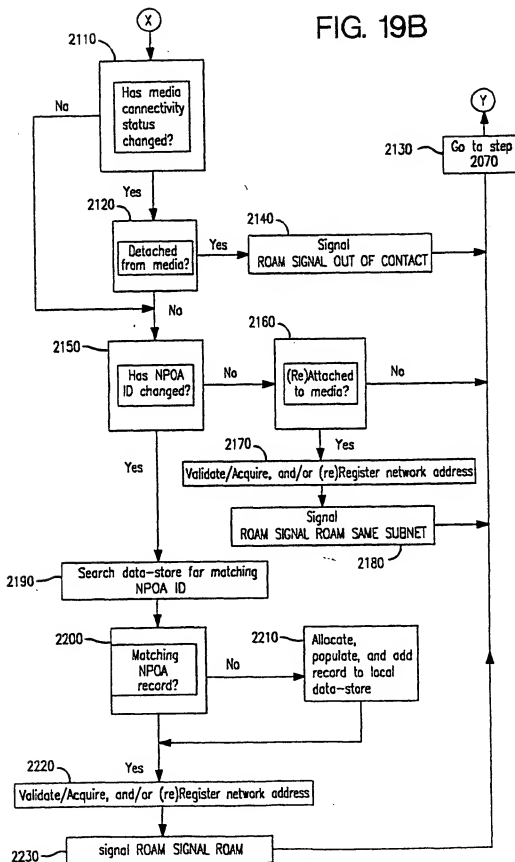 FIG. 19B
X
2110
Has media
connectivity
status
changed?
No
Yes
2120
Detached
from media?
Yes
No
2140
Signal
ROAM SIGNAL OUT OF CONTACT
Y
2130
Go to step
2070
2150
Has NPOA
ID changed?
No
Yes
2160
(Re)Attached
to media?
No
Yes
2170
Validate/Acquire, and/or (re)Register network address
Signal
ROAM SIGNAL ROAM SAME SUBNET
2180
2190
Search data-store for matching
NPOA ID
2200
Matching
NPOA
record?
No
Yes
2210
Allocate,
populate, and add
record to local
data-store
2220
Validate/Acquire, and/or (re)Register network address
2230
signal ROAM SIGNAL ROAM